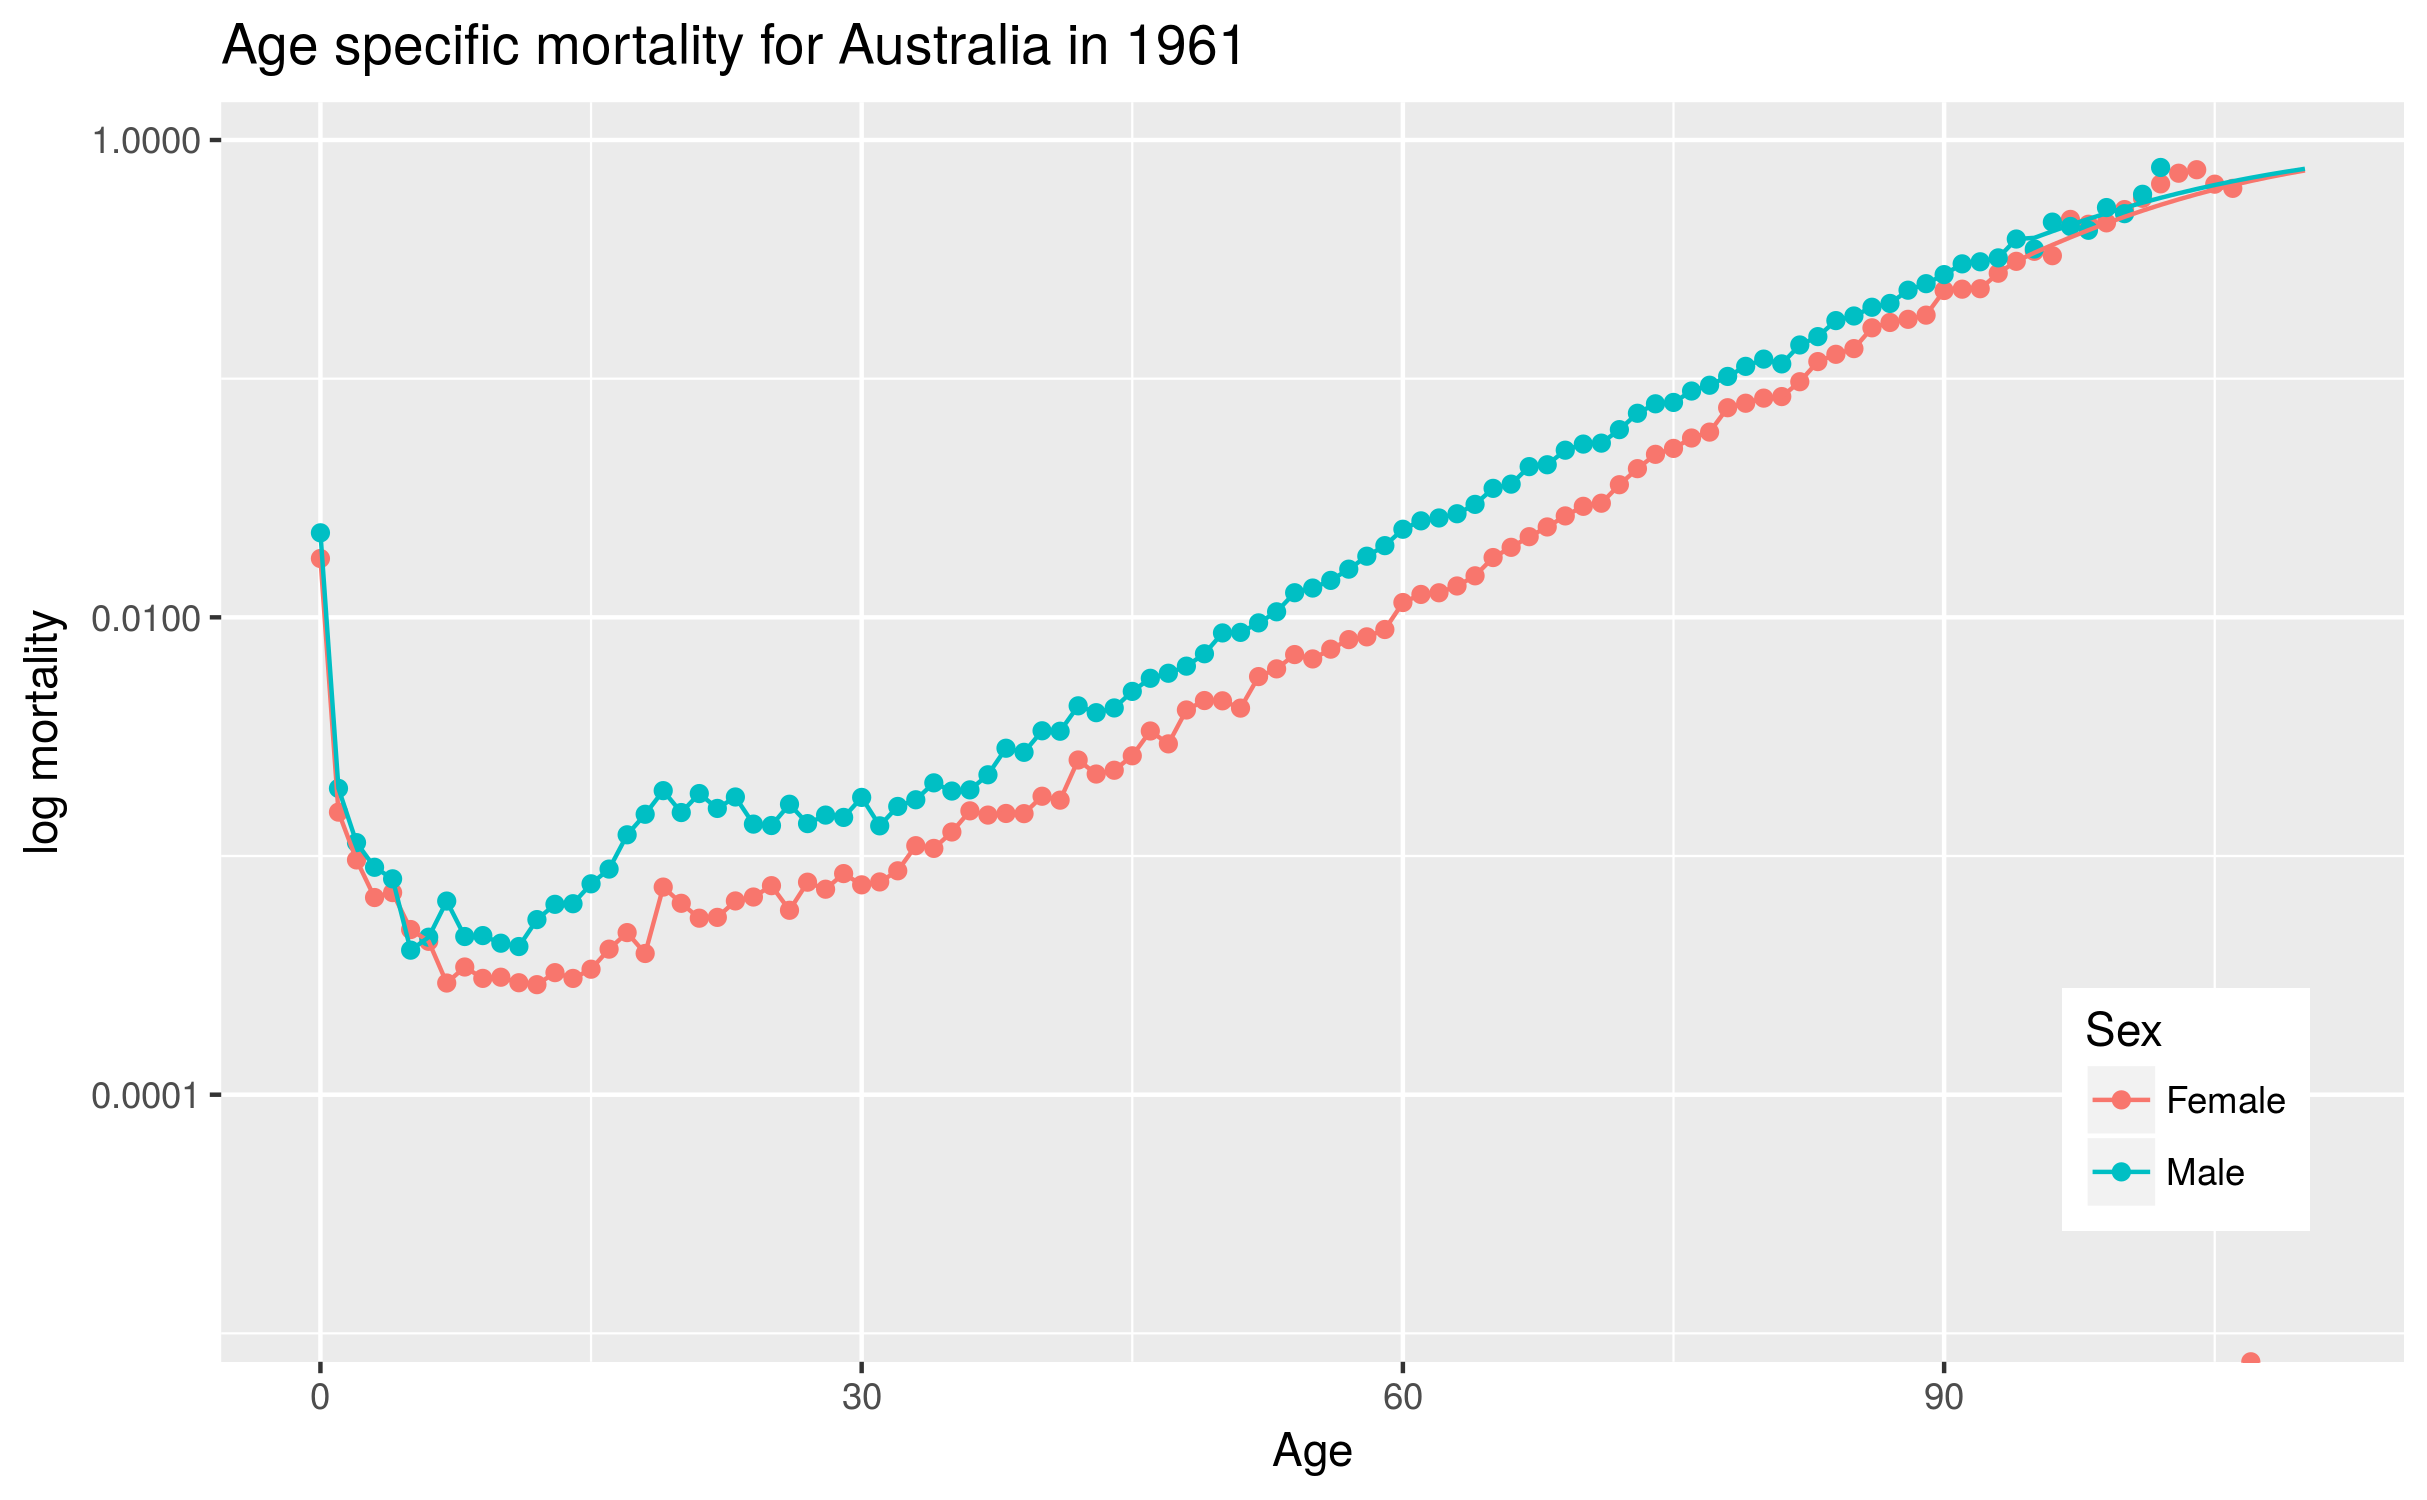 Age specific mortality for Australia in 1961
1.0000
0.0100
0.0001
log mortality
0
30
60
90
Age
Sex
Female
Male